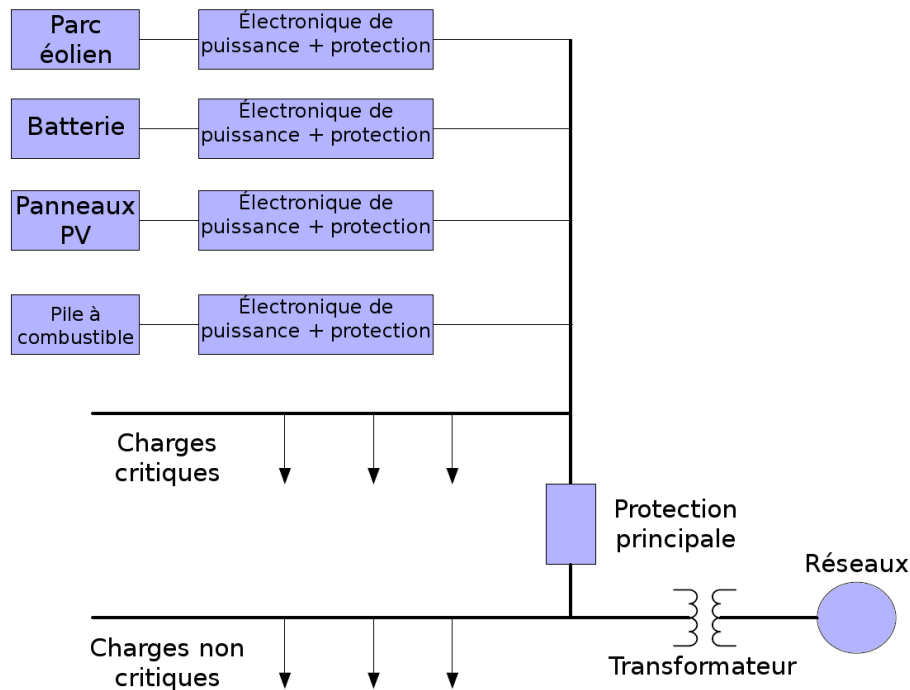 Parc
éolien
Électronique de
puissance + protection
Batterie
Électronique de
puissance + protection
Panneaux
PV
Électronique de
puissance + protection
Pile à
combustible
Électronique de
puissance + protection
Charges
critiques
Protection
principale
Réseaux
Charges non
critiques
Transformateur